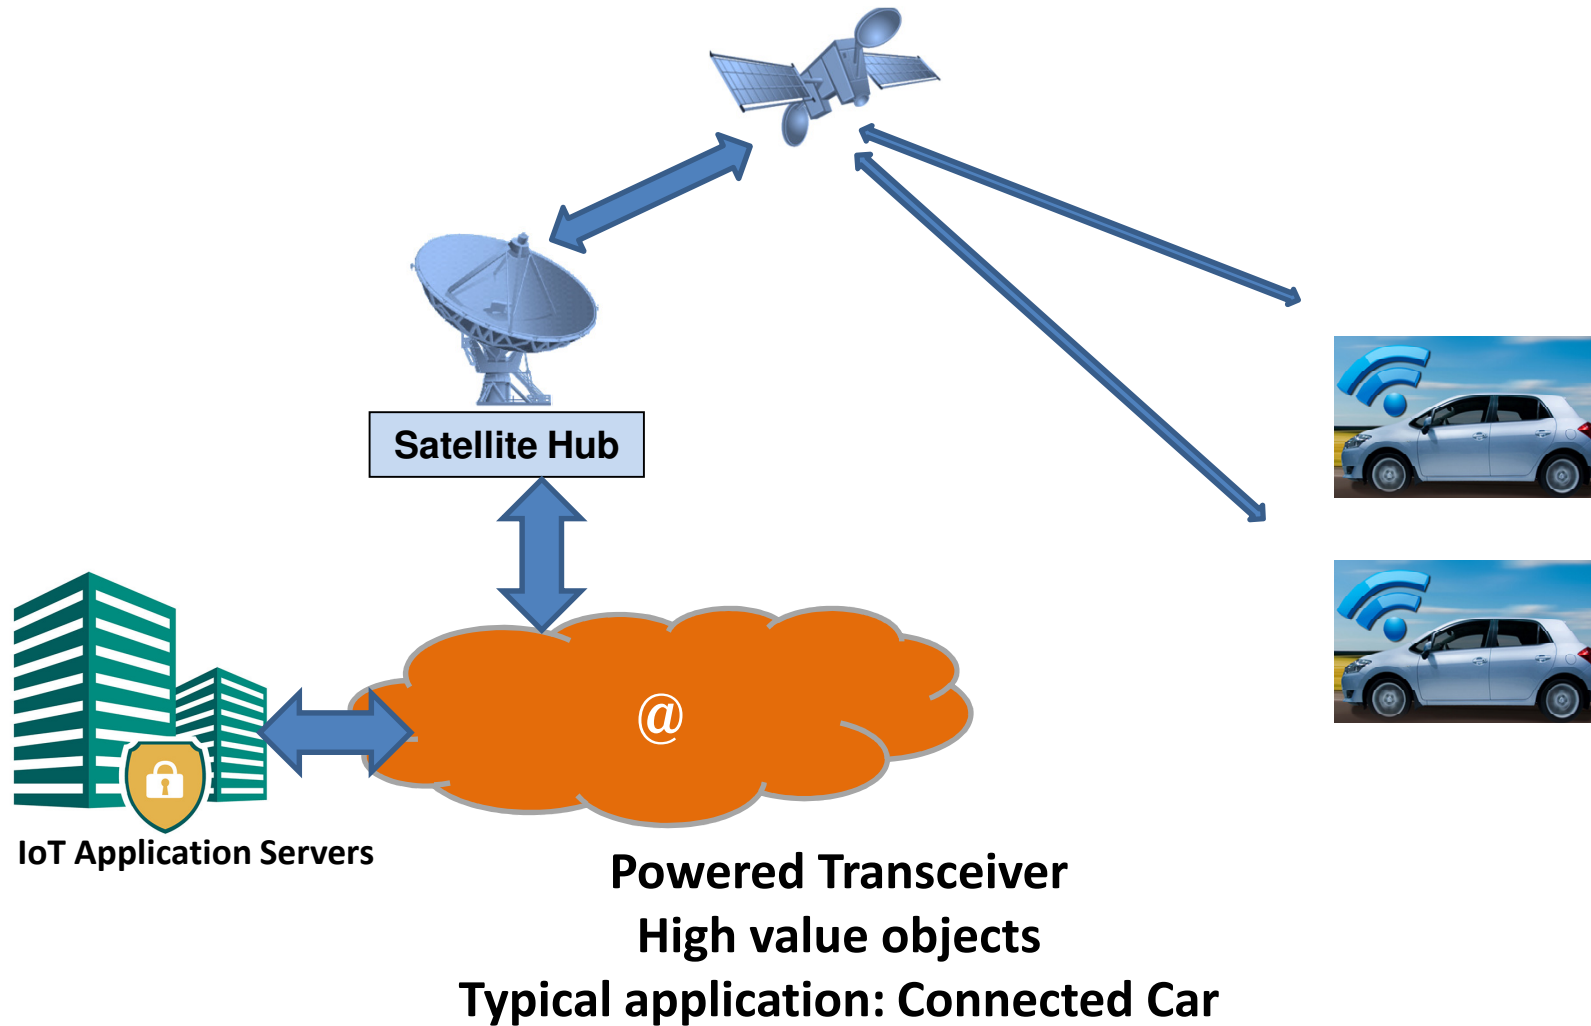 Satellite Hub
@
IoT Application Servers
Powered Transceiver
High value objects
Typical application: Connected Car